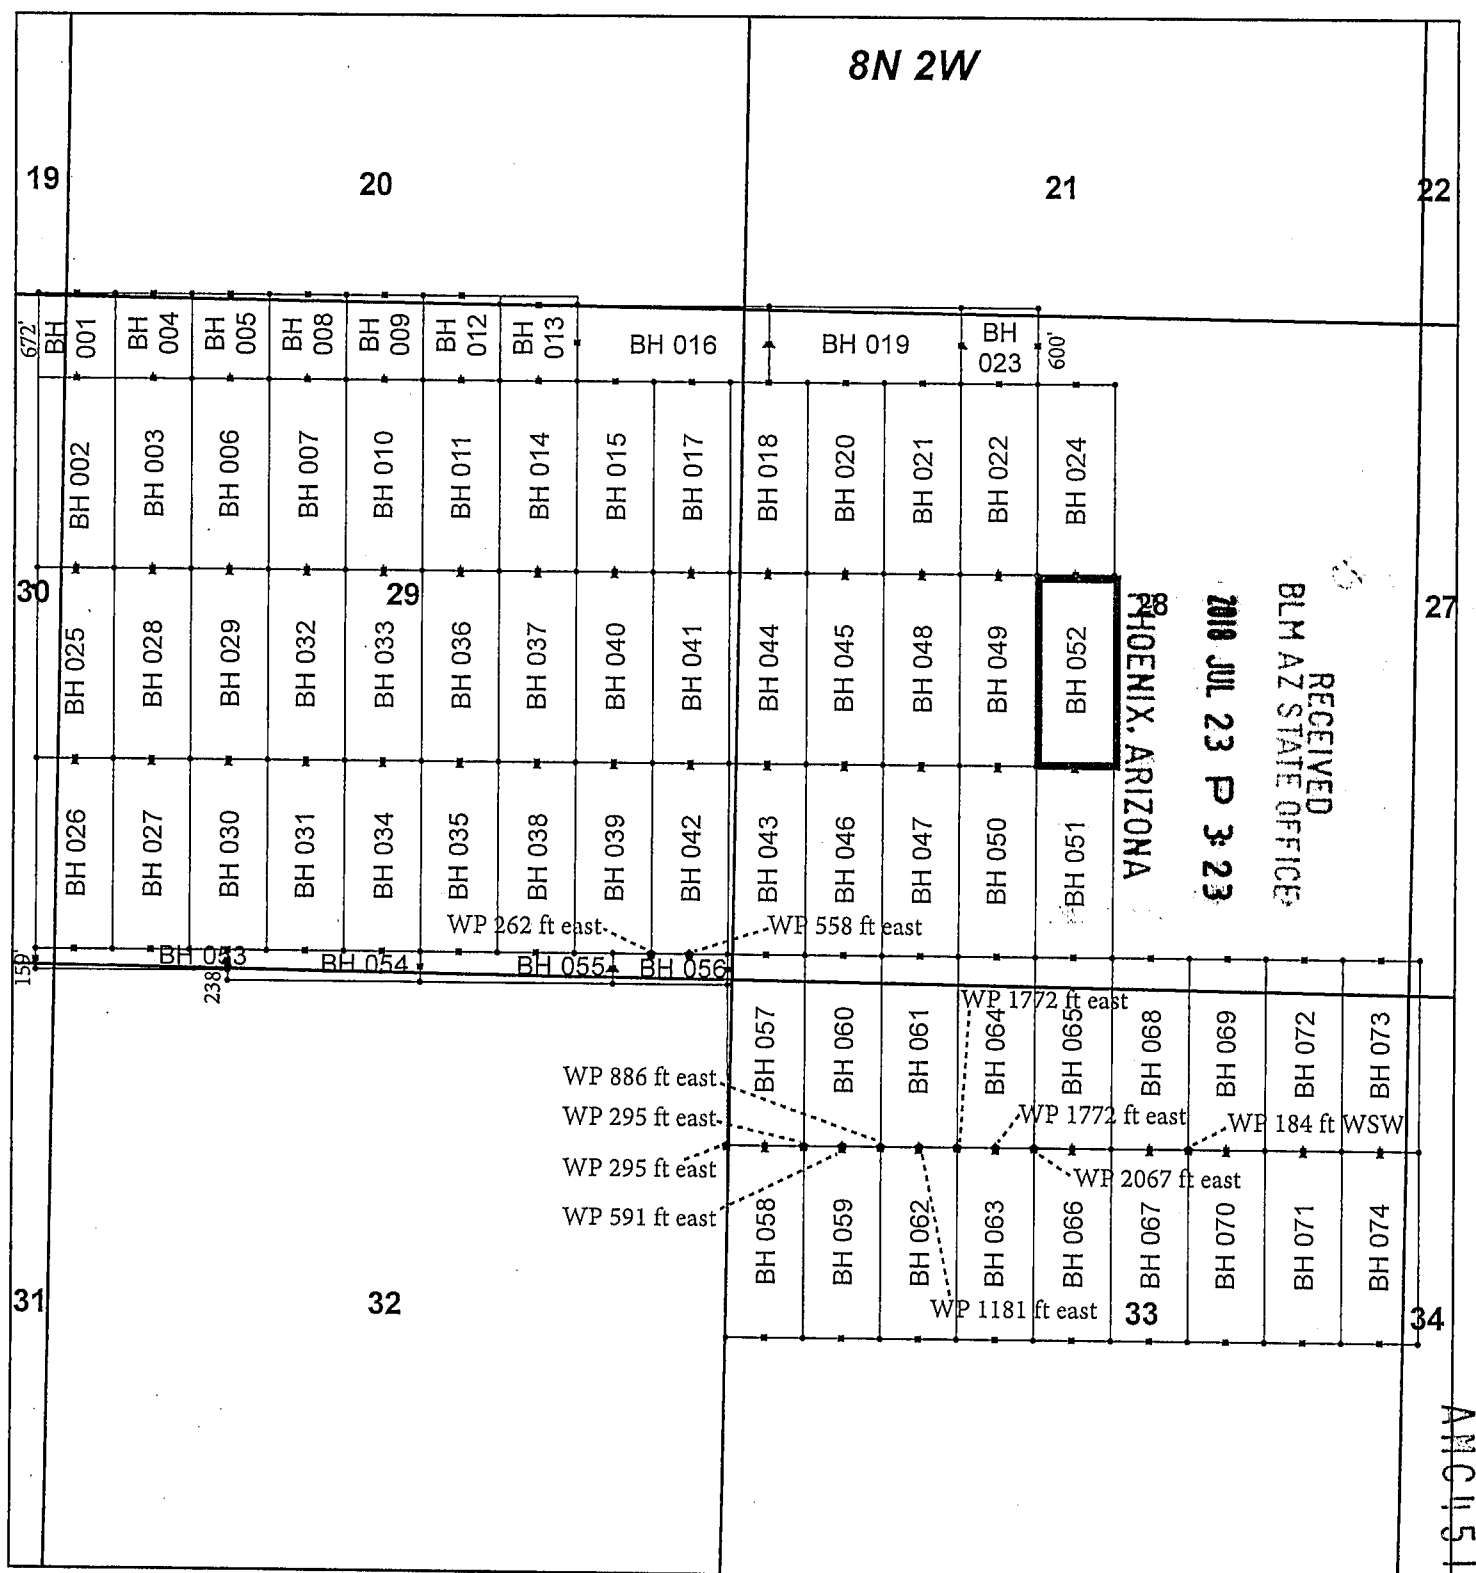 8N 2W
19
20
21
22
672'
BH 001
BH 004
BH 005
BH 008
BH 009
BH 012
BH 013
BH 016
BH 019
BH 023
600'
BH 002
BH 003
BH 006
BH 007
BH 010
BH 011
BH 014
BH 015
BH 017
BH 018
BH 020
BH 021
BH 022
BH 024
30
29
28
27
BH 025
BH 028
BH 029
BH 032
BH 033
BH 036
BH 037
BH 040
BH 041
BH 044
BH 045
BH 048
BH 049
BH 052
RECEIVED
BLM AZ STATE OFFICE
2018 JUL 23 P 3:23
PHOENIX, ARIZONA
BH 026
BH 027
BH 030
BH 031
BH 034
BH 035
BH 038
BH 039
BH 042
BH 043
BH 046
BH 047
BH 050
BH 051
WP 262 ft east
WP 558 ft east
159'
BH 053
BH 054
BH 055
BH 056
238'
WP 1772 ft east
BH 057
BH 060
BH 061
BH 064
BH 065
BH 068
BH 069
BH 072
BH 073
WP 886 ft east
WP 295 ft east
WP 1772 ft east
WP 184 ft WSW
WP 295 ft east
WP 2067 ft east
WP 591 ft east
BH 058
BH 059
BH 062
BH 063
BH 066
BH 067
BH 070
BH 071
BH 074
WP 1181 ft east
31
32
33
34